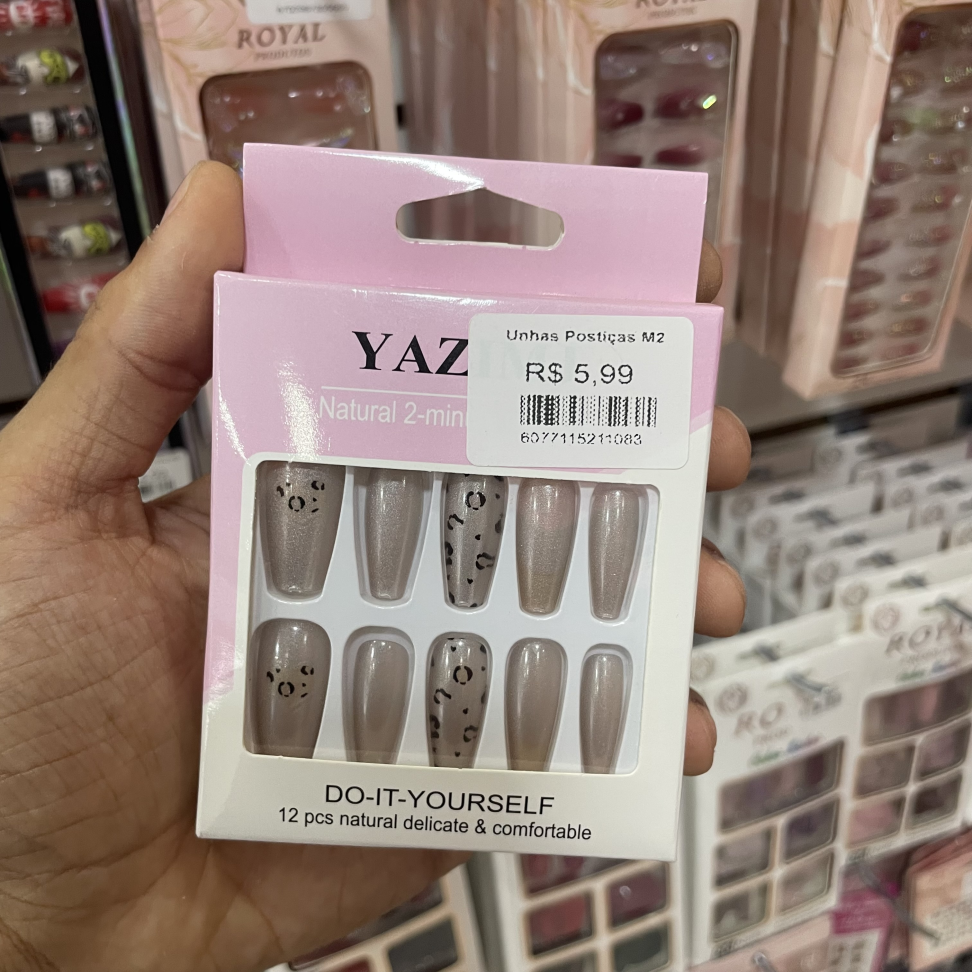 ROYAL
YAZ
Natural 2-min
Unhas Postiças M2
R$ 5,99
6077115211083
DO-IT-YOURSELF
12 pcs natural delicate & comfortable